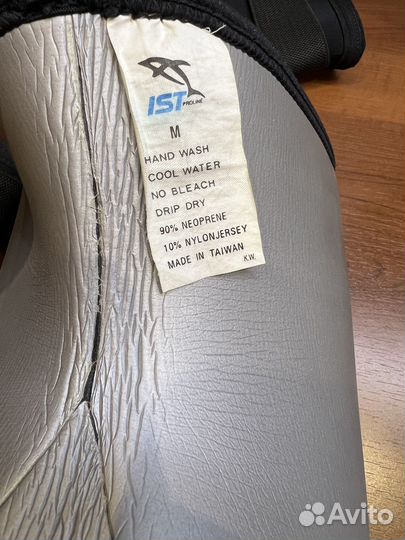 IST
PROLINE
M
HAND WASH
COOL WATER
NO BLEACH
DRIP DRY
90% NEOPRENE
10% NYLONJERSEY
MADE IN TAIWAN
K.W.
Avito